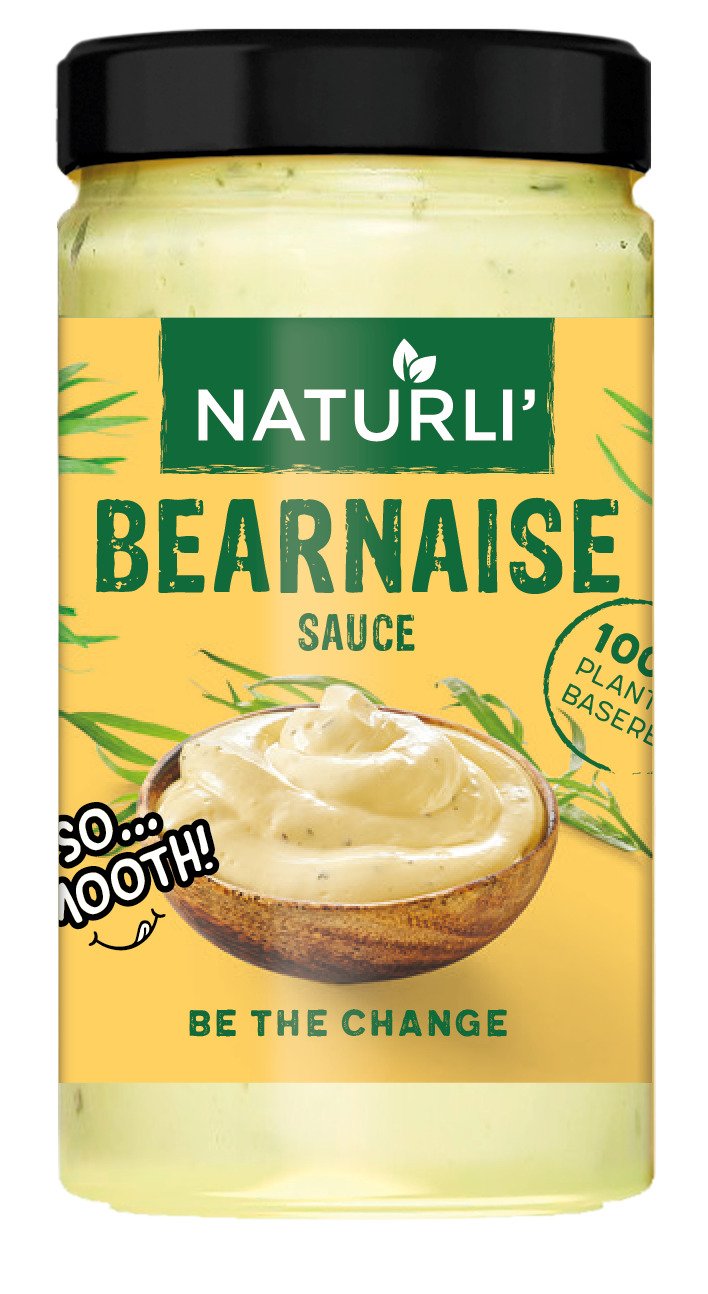 NATURLI'
BEARNAISE
SAUCE
100
PLANT
BASERE
SO...
MOOTH!
BE THE CHANGE